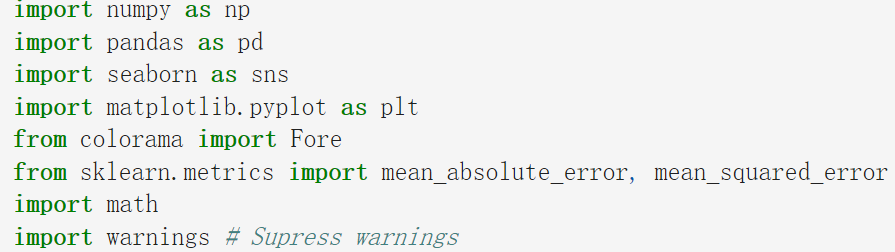 import numpy as np
import pandas as pd
import seaborn as sns
import matplotlib.pyplot as plt
from colorama import Fore
from sklearn.metrics import mean_absolute_error, mean_squared_error
import math
import warnings # Supress warnings